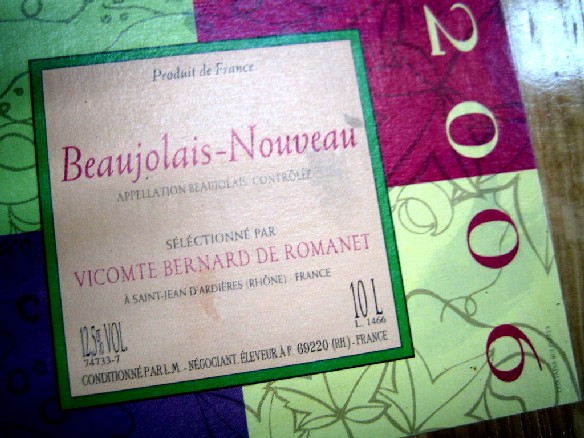 Produit de France
Beaujolais-Nouveau
APPELLATION BEAUJOLAIS CONTRÔLÉE
SÉLÉCTIONNÉ PAR
VICOMTE BERNARD DE ROMANET
À SAINT-JEAN D'ARDIÈRES (RHÔNE) - FRANCE
12,5% VOL.
10 L
74733-7
L. 1466
CONDITIONNÉ PAR L.M. - NÉGOCIANT, ÉLEVEUR À F. 69220 (RH.) - FRANCE
2006